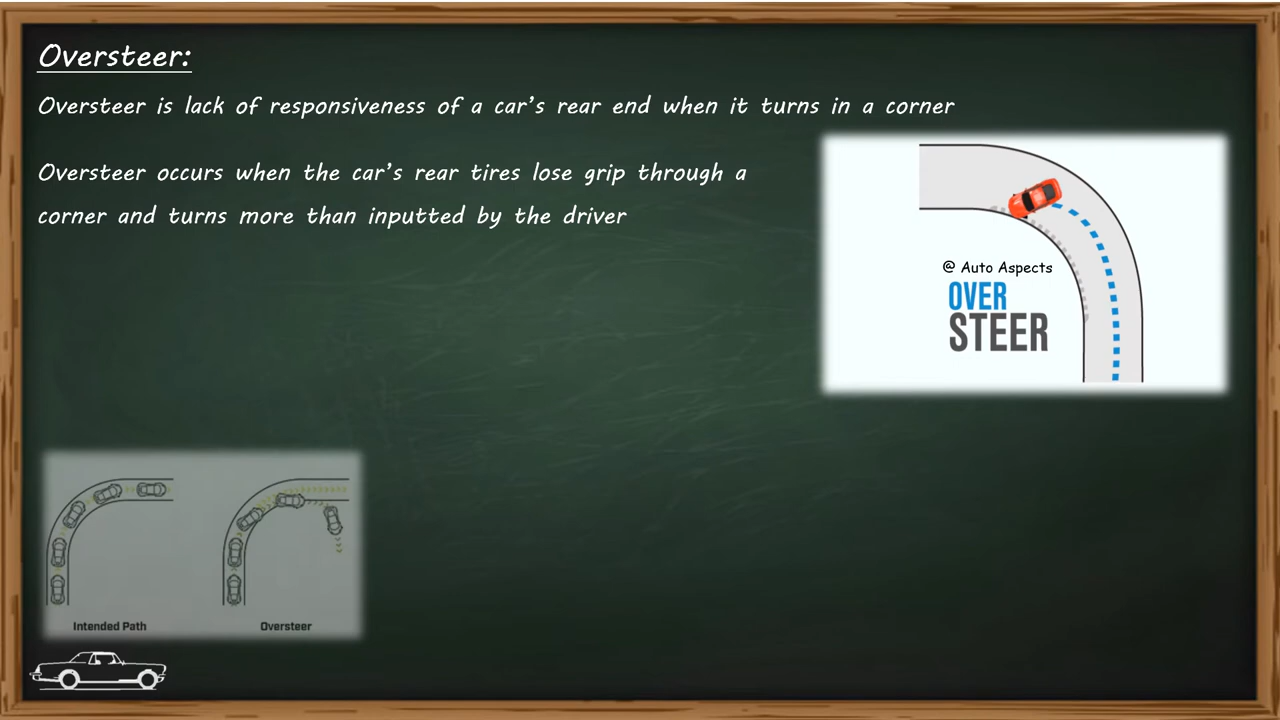 Oversteer:
Oversteer is lack of responsiveness of a car's rear end when it turns in a corner
Oversteer occurs when the car's rear tires lose grip through a
corner and turns more than inputted by the driver
@ Auto Aspects
OVER
STEER
Intended Path
Oversteer